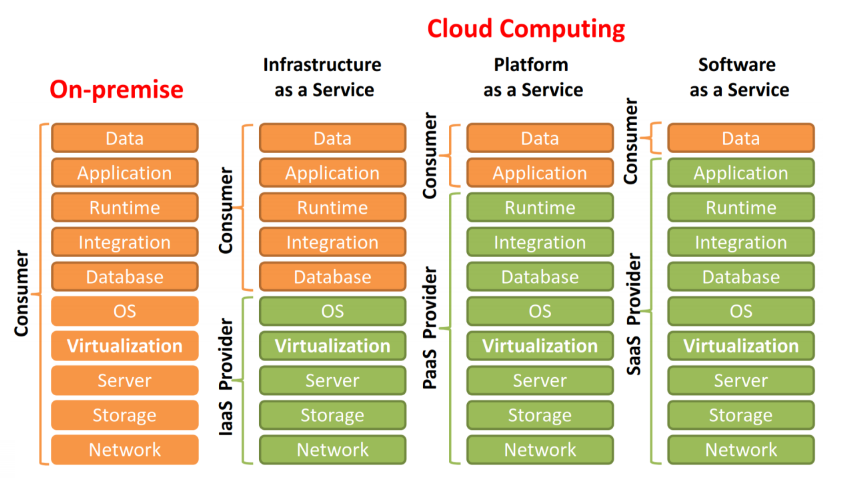 Cloud Computing
On-premise
Infrastructure
as a Service
Platform
as a Service
Software
as a Service
Consumer
Data
Application
Runtime
Integration
Database
OS
Virtualization
Server
Storage
Network
Consumer
IaaS Provider
Data
Application
Runtime
Integration
Database
OS
Virtualization
Server
Storage
Network
Consumer
PaaS Provider
Data
Application
Runtime
Integration
Database
OS
Virtualization
Server
Storage
Network
Consumer
SaaS Provider
Data
Application
Runtime
Integration
Database
OS
Virtualization
Server
Storage
Network